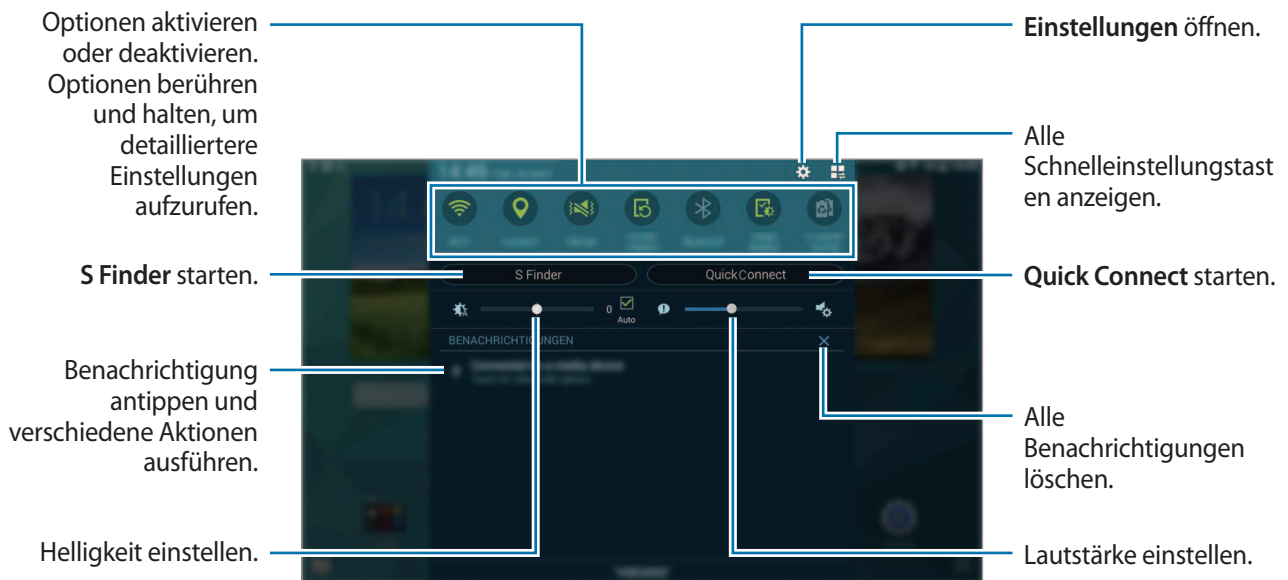 Optionen aktivieren
oder deaktivieren.
Optionen berühren
und halten, um
detailliertere
Einstellungen
aufzurufen.
S Finder starten.
Benachrichtigung
antippen und
verschiedene Aktionen
ausführen.
Helligkeit einstellen.
S Finder
QuickConnect
0
Auto
BENACHRICHTIGUNGEN
Einstellungen öffnen.
Alle
Schnelleinstellungstast
en anzeigen.
Quick Connect starten.
Alle
Benachrichtigungen
löschen.
Lautstärke einstellen.